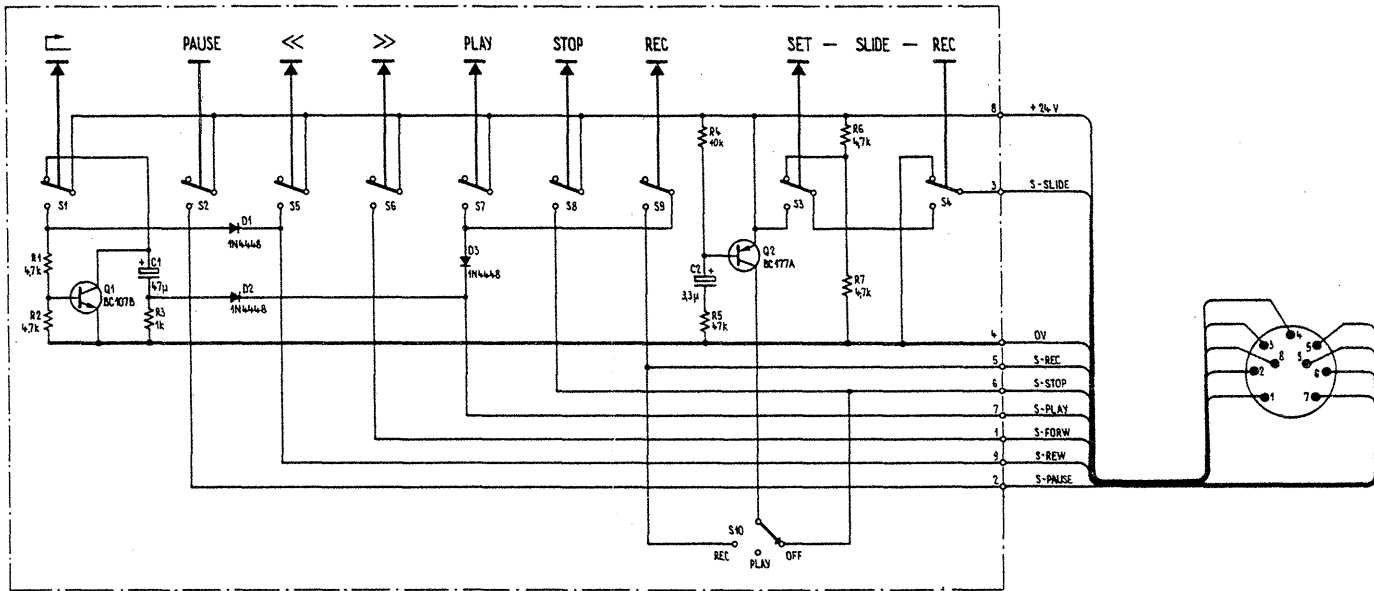 PAUSE << >> PLAY STOP REC SET - SLIDE - REC
8 +24V
R4 10k
R6 4,7k
3 S-SLIDE
S1 S2 S5 S6 S7 S8 S9 S3 S4
D1
1N4448
R1 4,7k
Q1 BC107B
C1 + 47µ
D2
1N4448
D3
1N4448
C2 + 3,3µ
Q2 BC177A
R2 4,7k
R3 1k
R5 47k
R7 4,7k
4 0V
5 S-REC
6 S-STOP
7 S-PLAY
1 S-FORW
9 S-REW
2 S-PAUSE
S10
REC PLAY OFF
4
3 5
8
2 6
1 7